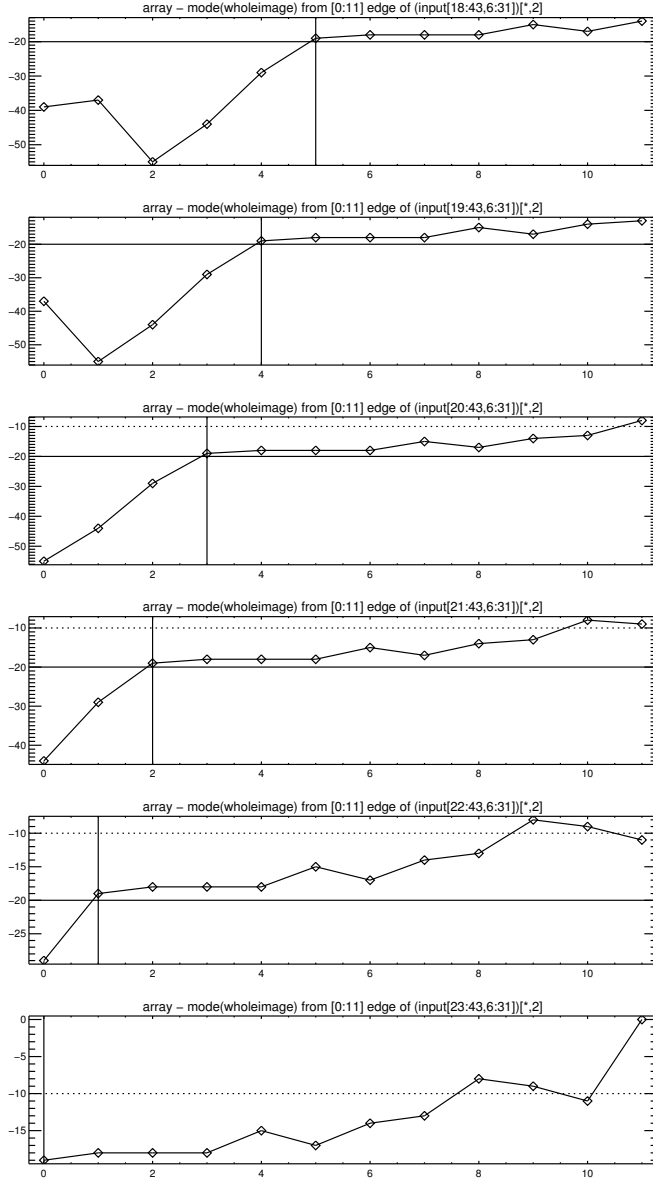 array − mode(wholeimage) from [0:11] edge of (input[18:43,6:31])[*,2]
−20
−30
−40
−50
0 2 4 6 8 10
array − mode(wholeimage) from [0:11] edge of (input[19:43,6:31])[*,2]
−20
−30
−40
−50
0 2 4 6 8 10
array − mode(wholeimage) from [0:11] edge of (input[20:43,6:31])[*,2]
−10
−20
−30
−40
−50
0 2 4 6 8 10
array − mode(wholeimage) from [0:11] edge of (input[21:43,6:31])[*,2]
−10
−20
−30
−40
0 2 4 6 8 10
array − mode(wholeimage) from [0:11] edge of (input[22:43,6:31])[*,2]
−10
−15
−20
−25
0 2 4 6 8 10
array − mode(wholeimage) from [0:11] edge of (input[23:43,6:31])[*,2]
0
−5
−10
−15
0 2 4 6 8 10